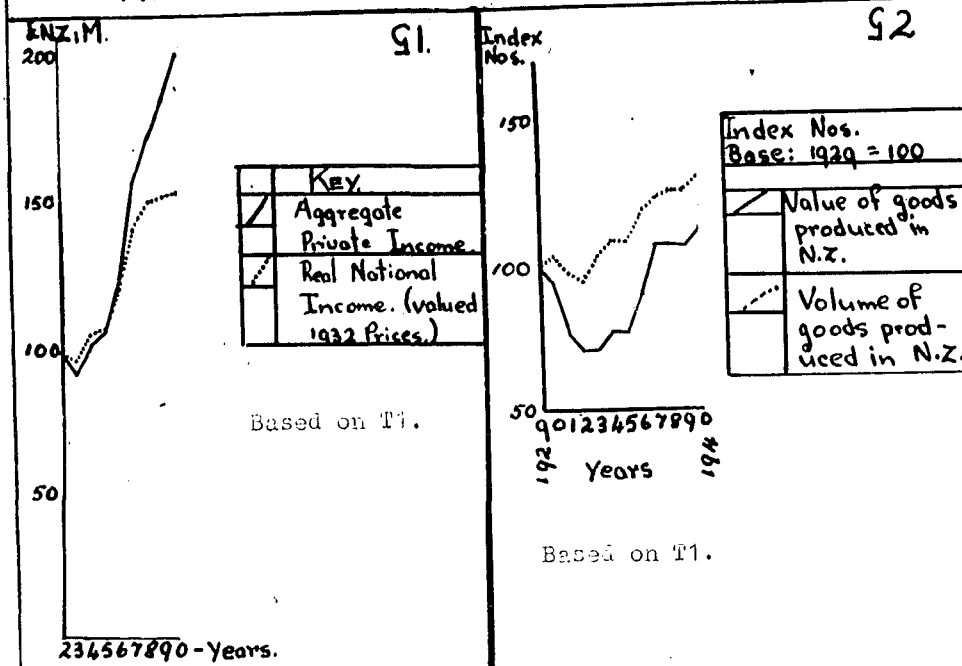 £NZ.M.
G1.
200
150
100
50
234567890-Years.
KEY.
Aggregate
Private Income.
Real National
Income. (valued
1932 Prices.)
Based on T1.
G2
Index
Nos.
150
100
50
901234567890
192
194
Years
Index Nos.
Base: 1929 = 100
Value of goods
produced in
N.Z.
Volume of
goods prod-
uced in N.Z.
Based on T1.